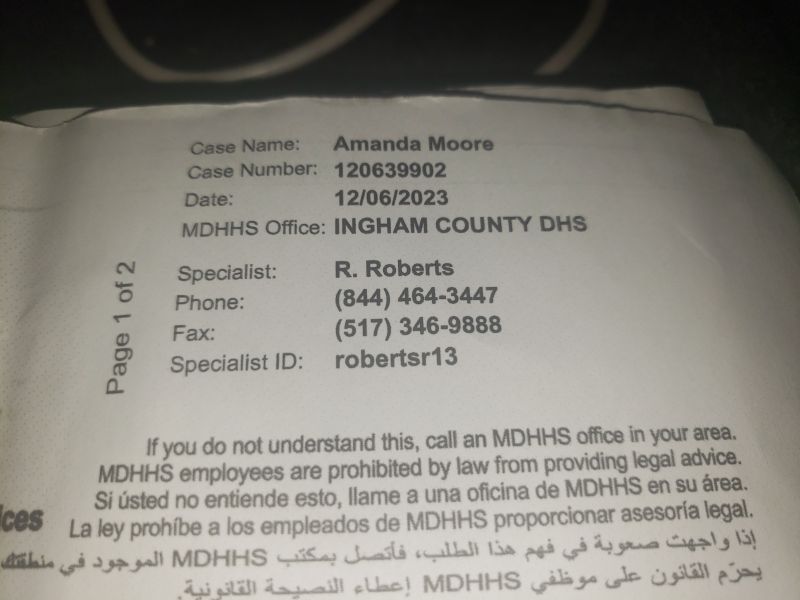 Case Name: Amanda Moore
Case Number: 120639902
Date: 12/06/2023
MDHHS Office: INGHAM COUNTY DHS
Specialist: R. Roberts
Phone: (844) 464-3447
Fax: (517) 346-9888
Specialist ID: robertsr13
Page 1 of 2
If you do not understand this, call an MDHHS office in your area.
MDHHS employees are prohibited by law from providing legal advice.
Si ústed no entiende esto, llame a una oficina de MDHHS en su área.
La ley prohíbe a los empleados de MDHHS proporcionar asesoría legal.
إذا واجهت صعوبة في فهم هذا الطلب، فأتصل بمكتب MDHHS الموجود في منطقتك
يحرّم القانون على موظفي MDHHS إعطاء النصيحة القانونية.